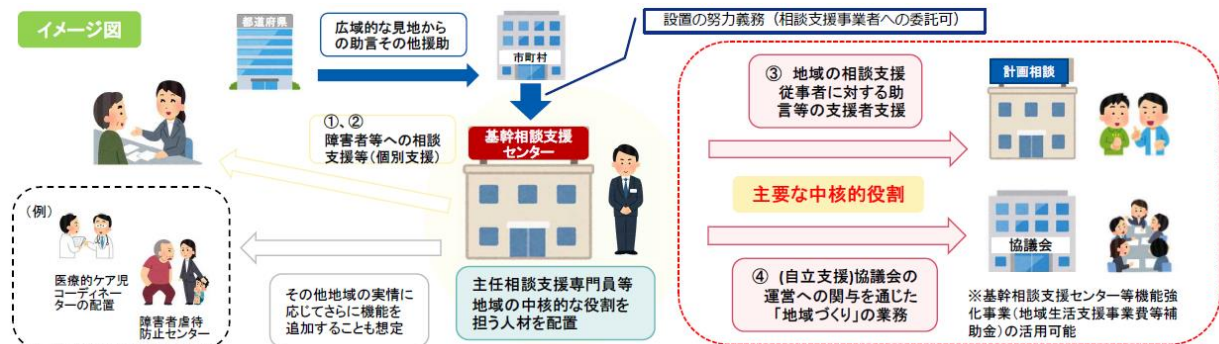 イメージ図
都道府県
広域的な見地から
の助言その他援助
市町村
設置の努力義務（相談支援事業者への委託可）
①、②
障害者等への相談
支援等(個別支援)
基幹相談支援
センター
③ 地域の相談支援
従事者に対する助
言等の支援者支援
計画相談
主要な中核的役割
協議会
④ (自立支援)協議会の
運営への関与を通じた
「地域づくり」の業務
※基幹相談支援センター等機能強
化事業(地域生活支援事業費等補
助金)の活用可能
主任相談支援専門員等
地域の中核的な役割を
担う人材を配置
その他地域の実情に
応じてさらに機能を
追加することも想定
(例)
医療的ケア児
コーディネー
ターの配置
障害者虐待
防止センター